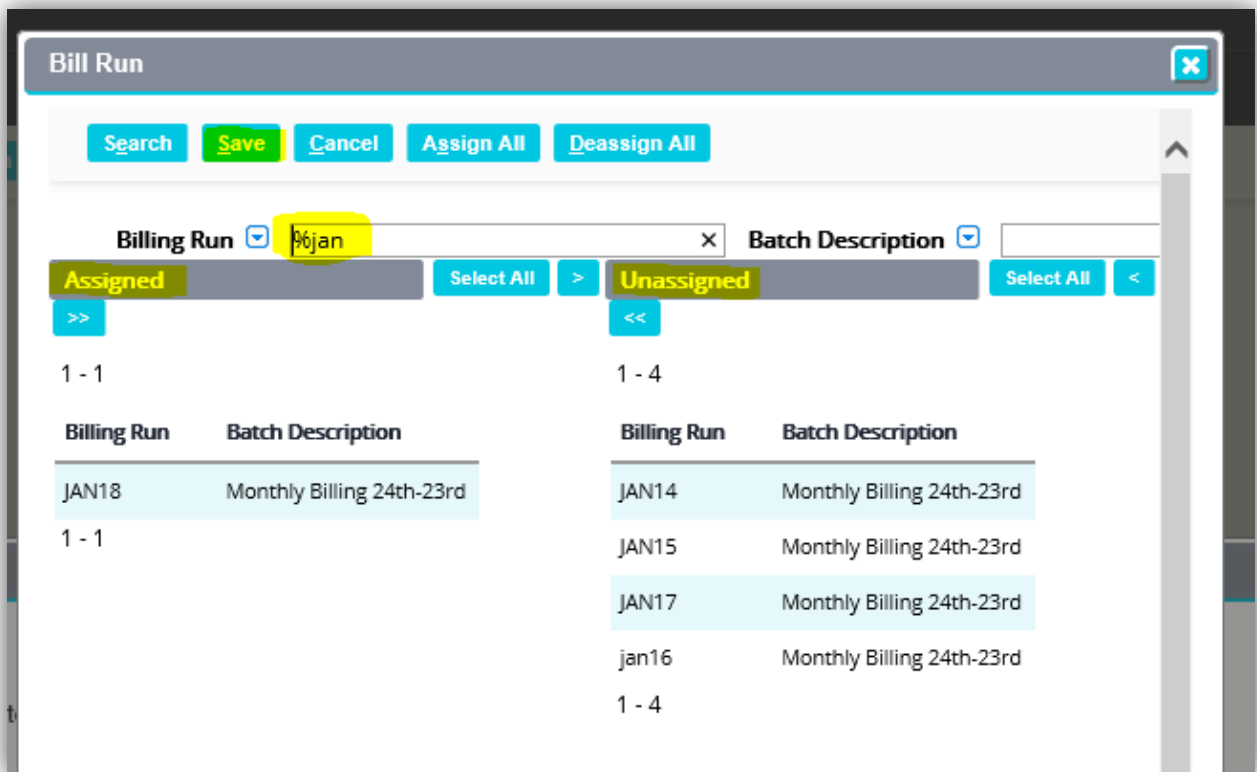 Bill Run
Search Save Cancel Assign All Deassign All
Billing Run %jan × Batch Description
Assigned Select All > Unassigned Select All <
>> <<
1 - 1 1 - 4
Billing Run Batch Description Billing Run Batch Description
JAN18 Monthly Billing 24th-23rd JAN14 Monthly Billing 24th-23rd
1 - 1 JAN15 Monthly Billing 24th-23rd
JAN17 Monthly Billing 24th-23rd
jan16 Monthly Billing 24th-23rd
1 - 4